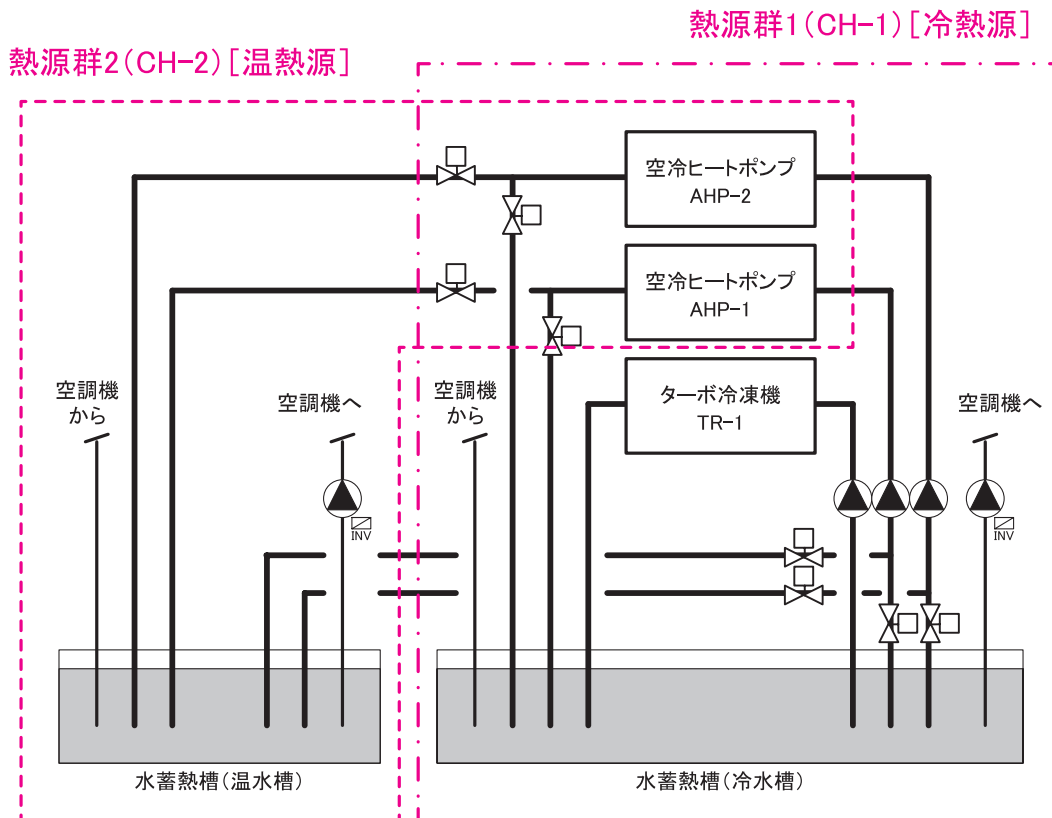 熱源群1(CH-1)[冷熱源]
熱源群2(CH-2)[温熱源]
空冷ヒートポンプ
AHP-2
空冷ヒートポンプ
AHP-1
ターボ冷凍機
TR-1
空調機
から
空調機へ
空調機
から
空調機へ
INV
INV
水蓄熱槽(温水槽)
水蓄熱槽(冷水槽)